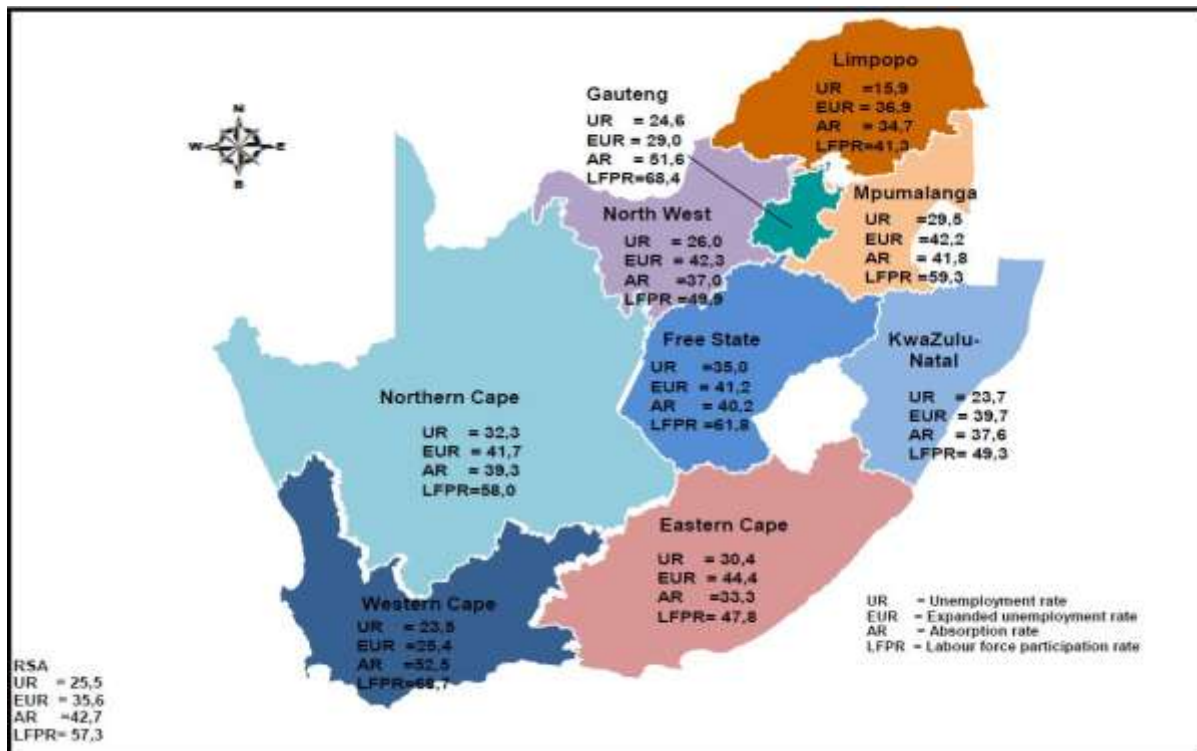 Limpopo
UR =15,9
EUR = 36,9
AR = 34,7
LFPR=41,3
Gauteng
UR = 24,6
EUR = 29,0
AR = 51,6
LFPR=68,4
N
W
E
S
Mpumalanga
UR =29,5
EUR =42,2
AR = 41,8
LFPR =59,3
North West
UR = 26,0
EUR = 42,3
AR =37,0
LFPR =49,9
Free State
UR =35,0
EUR = 41,2
AR = 40,2
LFPR =61,8
KwaZulu-
Natal
UR = 23,7
EUR = 39,7
AR = 37,6
LFPR= 49,3
Northern Cape
UR = 32,3
EUR = 41,7
AR = 39,3
LFPR=58,0
Eastern Cape
UR = 30,4
EUR = 44,4
AR =33,3
LFPR= 47,8
Western Cape
UR =
EUR =25,4
AR =52,5
LFPR=68,7
UR = Unemployment rate
EUR = Expanded unemployment rate
AR = Absorption rate
LFPR = Labour force participation rate
RSA
UR = 25,5
EUR = 35,6
AR =42,7
LFPR = 57,3